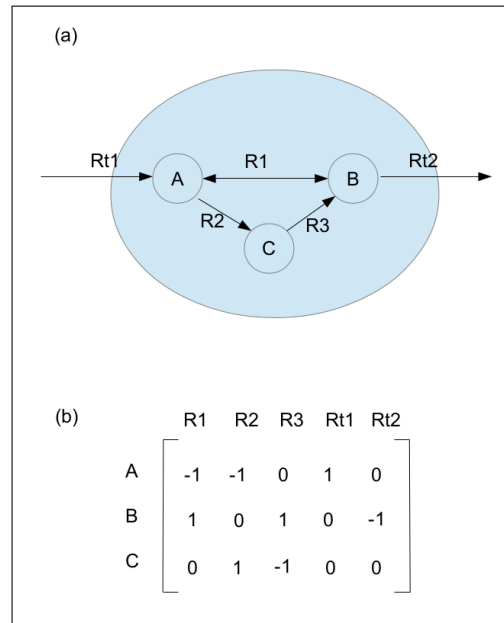 (a)
Rt1
R1
Rt2
A
B
R2
R3
C
(b)
R1 R2 R3 Rt1 Rt2
A -1 -1 0 1 0
B 1 0 1 0 -1
C 0 1 -1 0 0